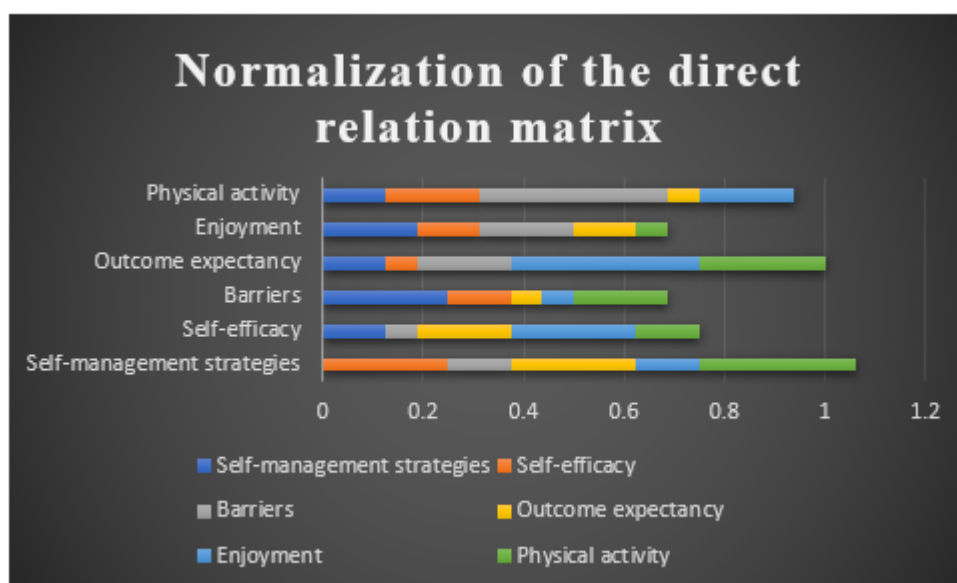 Normalization of the direct
relation matrix
Physical activity
Enjoyment
Outcome expectancy
Barriers
Self-efficacy
Self-management strategies
0 0.2 0.4 0.6 0.8 1 1.2
Self-management strategies Self-efficacy
Barriers Outcome expectancy
Enjoyment Physical activity